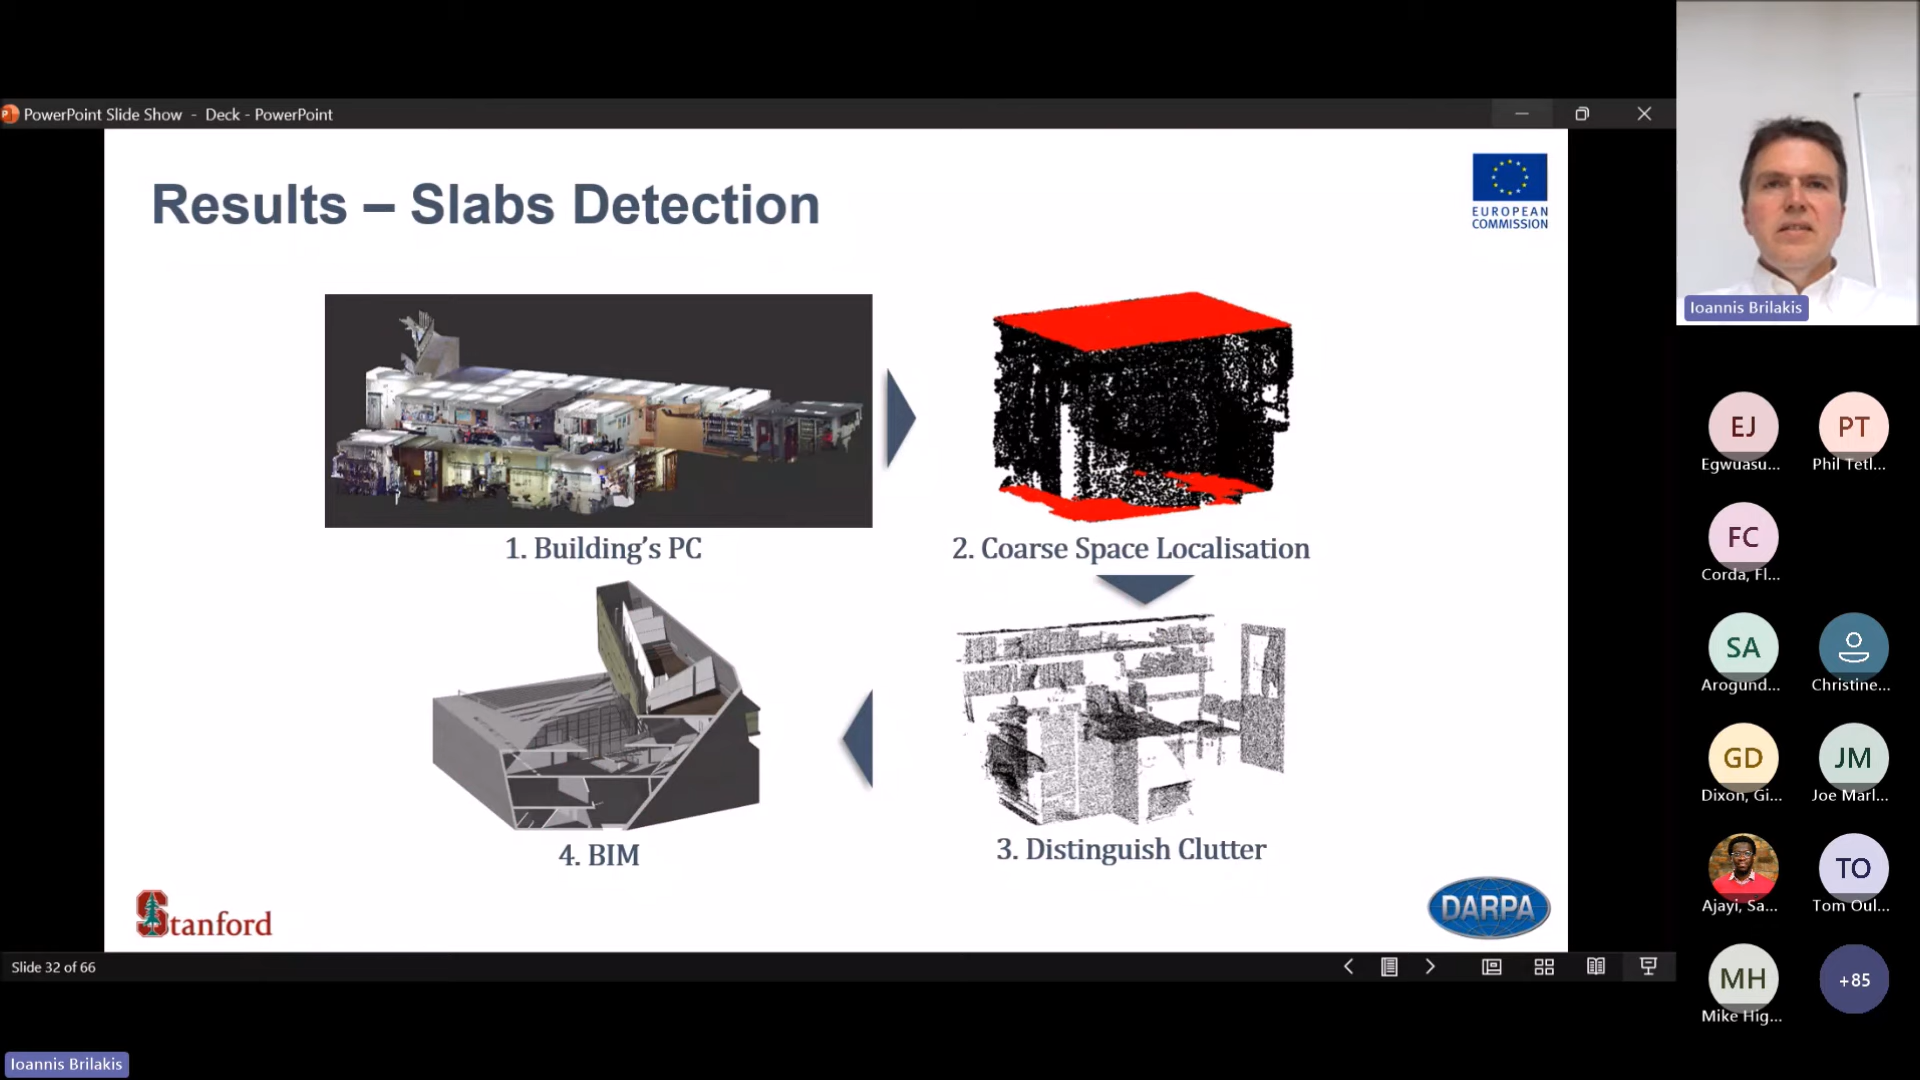 PowerPoint Slide Show - Deck - PowerPoint
Results – Slabs Detection
EUROPEAN
COMMISSION
1. Building's PC
2. Coarse Space Localisation
4. BIM
3. Distinguish Clutter
Stanford
DARPA
Slide 32 of 66
Ioannis Brilakis
Ioannis Brilakis
EJ
Egwuasu...
PT
Phil Tetl...
FC
Corda, Fl...
SA
Arogund...
Christine...
GD
Dixon, Gi...
JM
Joe Marl...
Ajayi, Sa...
TO
Tom Oul...
MH
Mike Hig...
+85